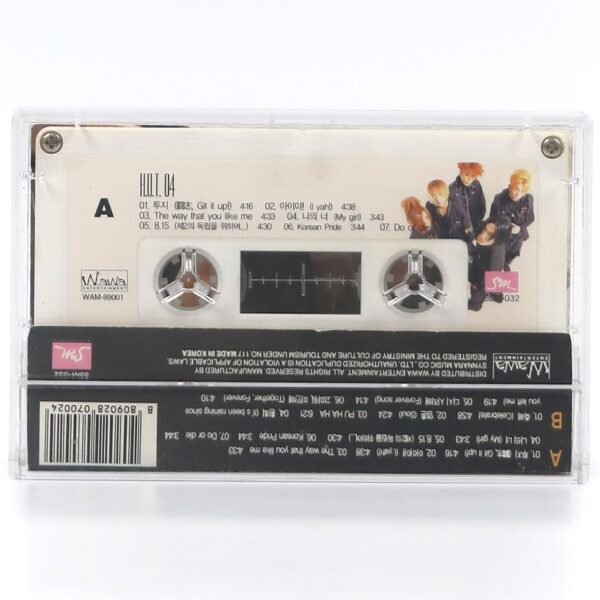 H.O.T. 04
A
01. 투지 (鬪志, Git it up!) 4:16 02. 아이야! (I yah!) 4:38
03. The way that you like me 4:33 04. 나의 너 (My girl) 3:43
05. 8.15 (제2의 독립을 위하여...) 4:30 06. Korean Pride 3:44 07. Do or die
WaWa
ENTERTAINMENT
WAM-99001
SM
SSM-032
WaWa
ENTERTAINMENT
DISTRIBUTED BY WAWA ENTERTAINMENT. ALL RIGHTS RESERVED. MANUFACTURED BY
SYNNARA MUSIC CO., LTD. UNAUTHORIZED DUPLICATION IS A VIOLATION OF APPLICABLE LAWS.
REGISTERED TO THE MINISTRY OF CULTURE AND TOURISM UNDER NO.117 MADE IN KOREA
SM
SSM-032
A
01. 투지 (鬪志, Git it up!) 4:16 02. 아이야! (I yah!) 4:38 03. The way that you like me 4:33
04. 나의 너 (My girl) 3:43 05. 8.15 (제2의 독립을 위하여) 4:30 06. Korean Pride 3:44 07. Do or die 3:44
B
01. 축복 (Celebrate) 4:58 02. 영혼 (Soul) 4:24 03. PU HA HA 6:21 04. (It's been raining since
you left me) 4:19 05. (Forever song) 4:14 06. (Together, Forever) 4:10
8 809028 070024